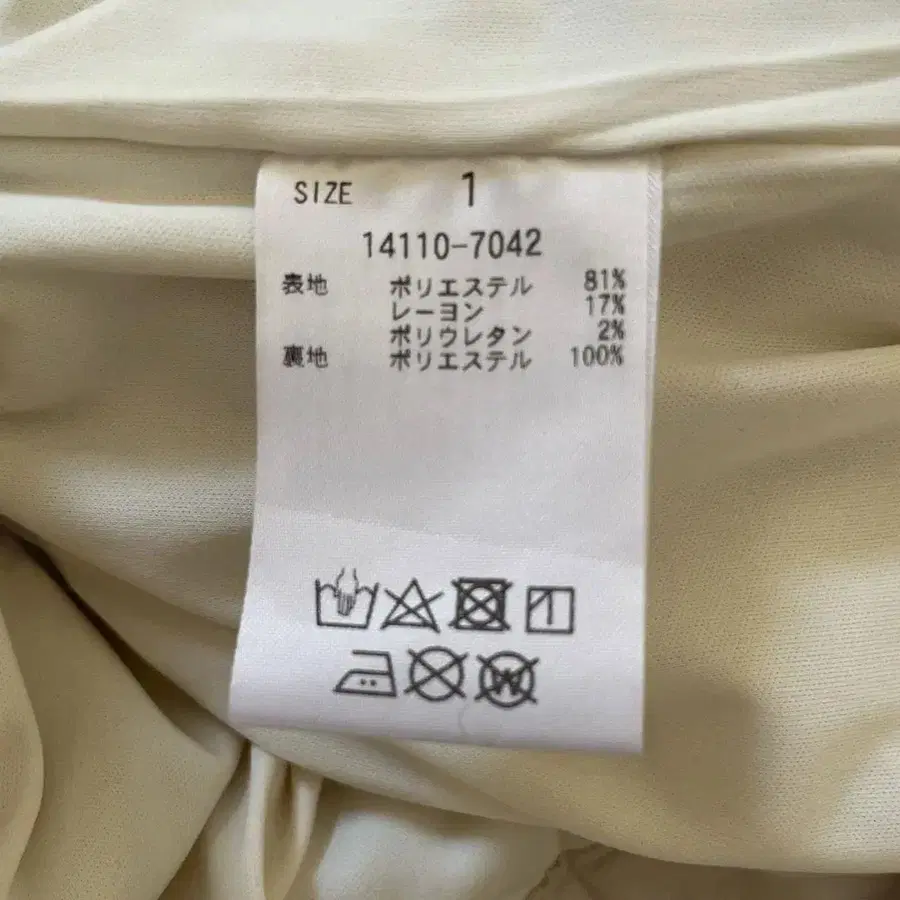 SIZE 1
14110-7042
表地 ポリエステル 81%
レーヨン 17%
ポリウレタン 2%
裏地 ポリエステル 100%
W